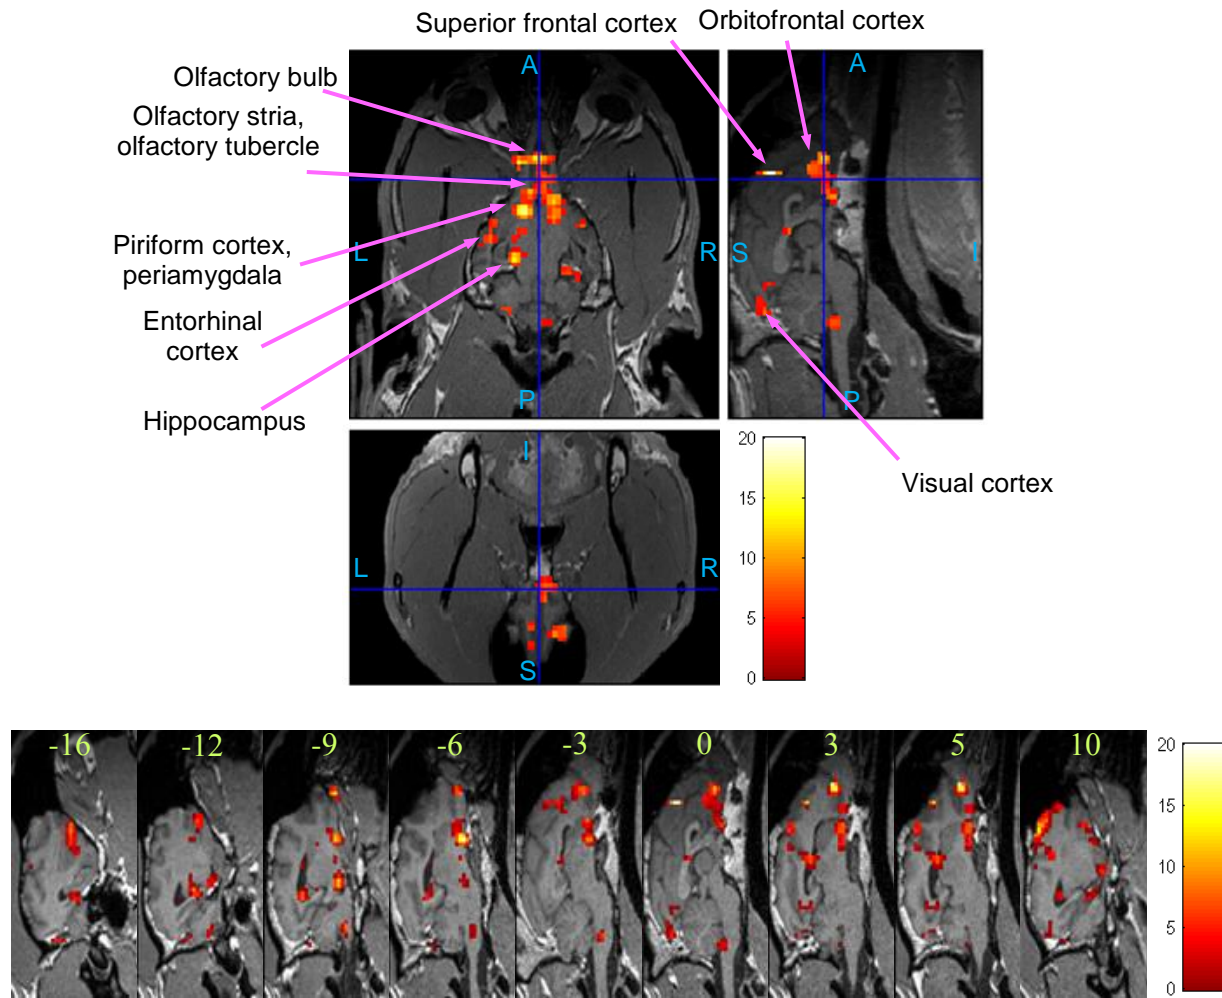 Superior frontal cortex
Orbitofrontal cortex
Olfactory bulb
Olfactory stria,
olfactory tubercle
Piriform cortex,
periamygdala
Entorhinal
cortex
Hippocampus
A
L
R
P
A
S
I
P
Visual cortex
I
L
R
S
20
15
10
5
0
-16
-12
-9
-6
-3
0
3
5
10
20
15
10
5
0